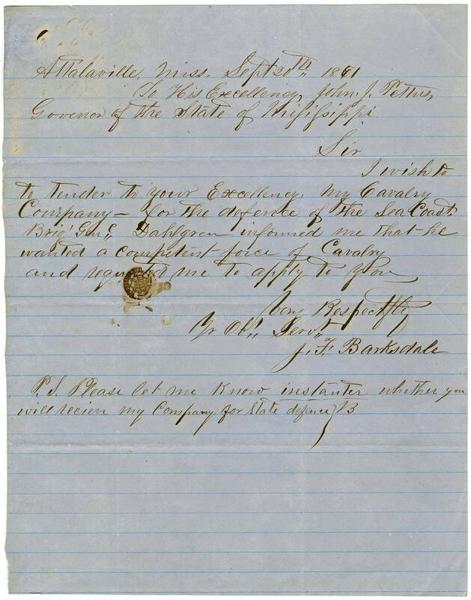 Attalaville, Miss. Sept 20th, 1861
To His Excellency, John J. Pettus,
Govenor of the State of Mississippi
Sir
I wish to
to tender to your Excellency, my Cavalry
Company — for the defence of the Sea Coast
Brig. Genl Dahlgren informed me that he
wanted a competent force of Cavalry
and requested me to apply to you
Very Respectfly
Yr Obt Servt
J. F. Barksdale
P.S. Please let me know instanter whether you
will receive my Company for State defence, B